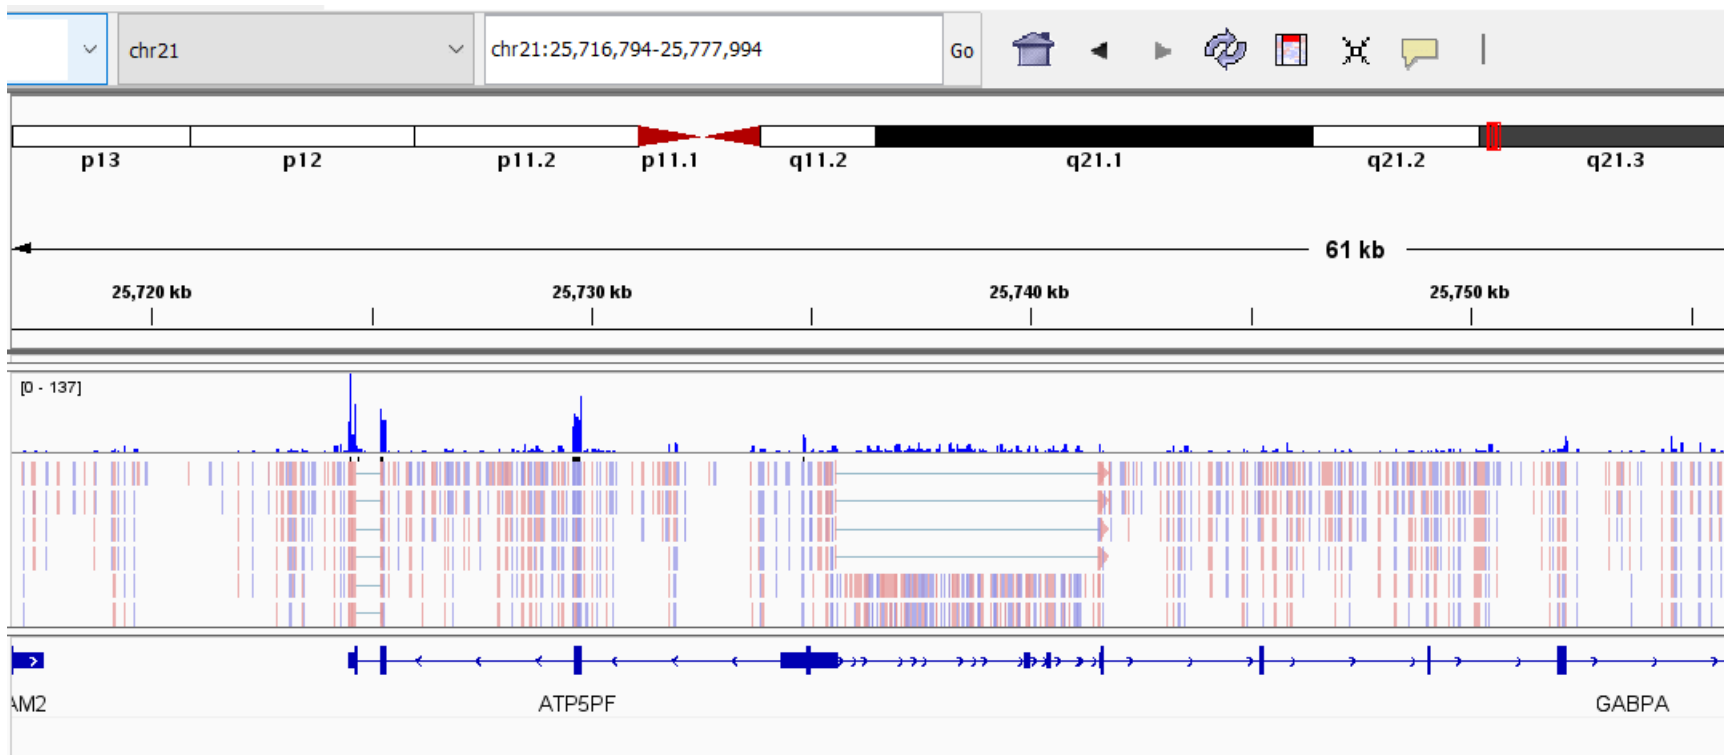 chr21 chr21:25,716,794-25,777,994 Go
p13 p12 p11.2 p11.1 q11.2 q21.1 q21.2 q21.3
61 kb
25,720 kb 25,730 kb 25,740 kb 25,750 kb
[0 - 137]
AM2 ATP5PF GABPA